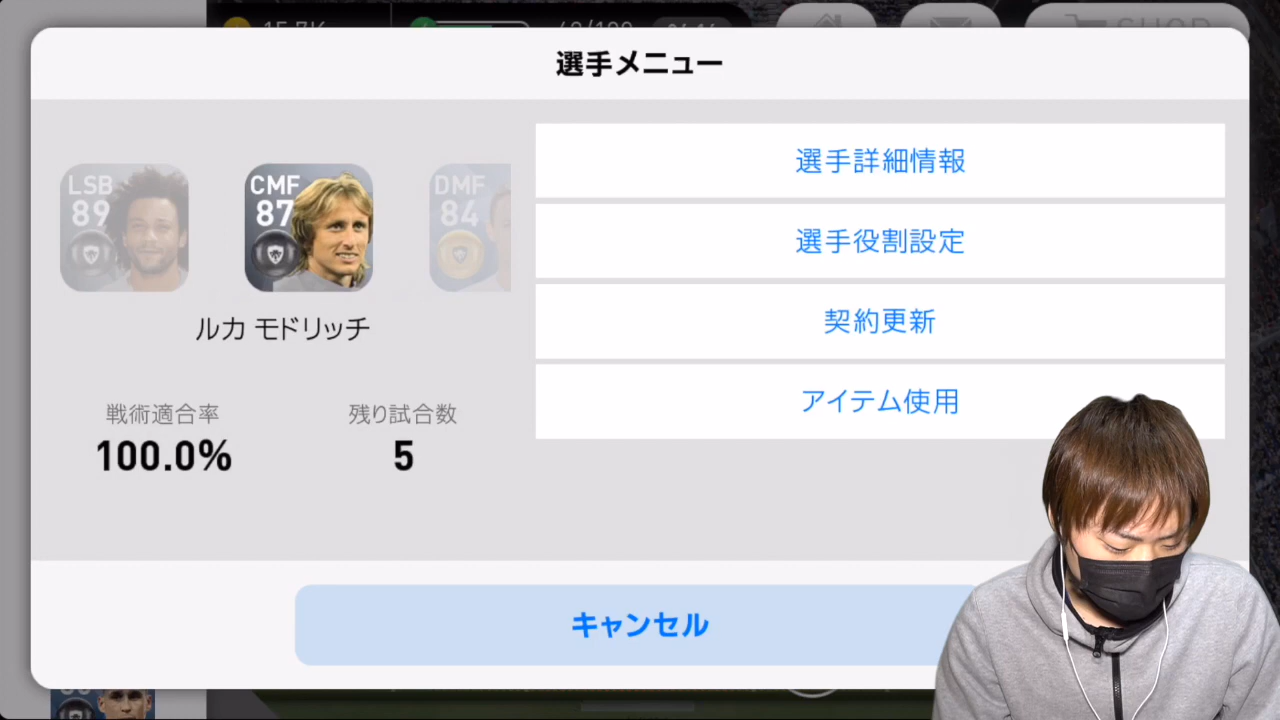 選手メニュー
LSB
89
CMF
87
DMF
84
ルカ モドリッチ
戦術適合率
100.0%
残り試合数
5
選手詳細情報
選手役割設定
契約更新
アイテム使用
キャンセル
SHOP